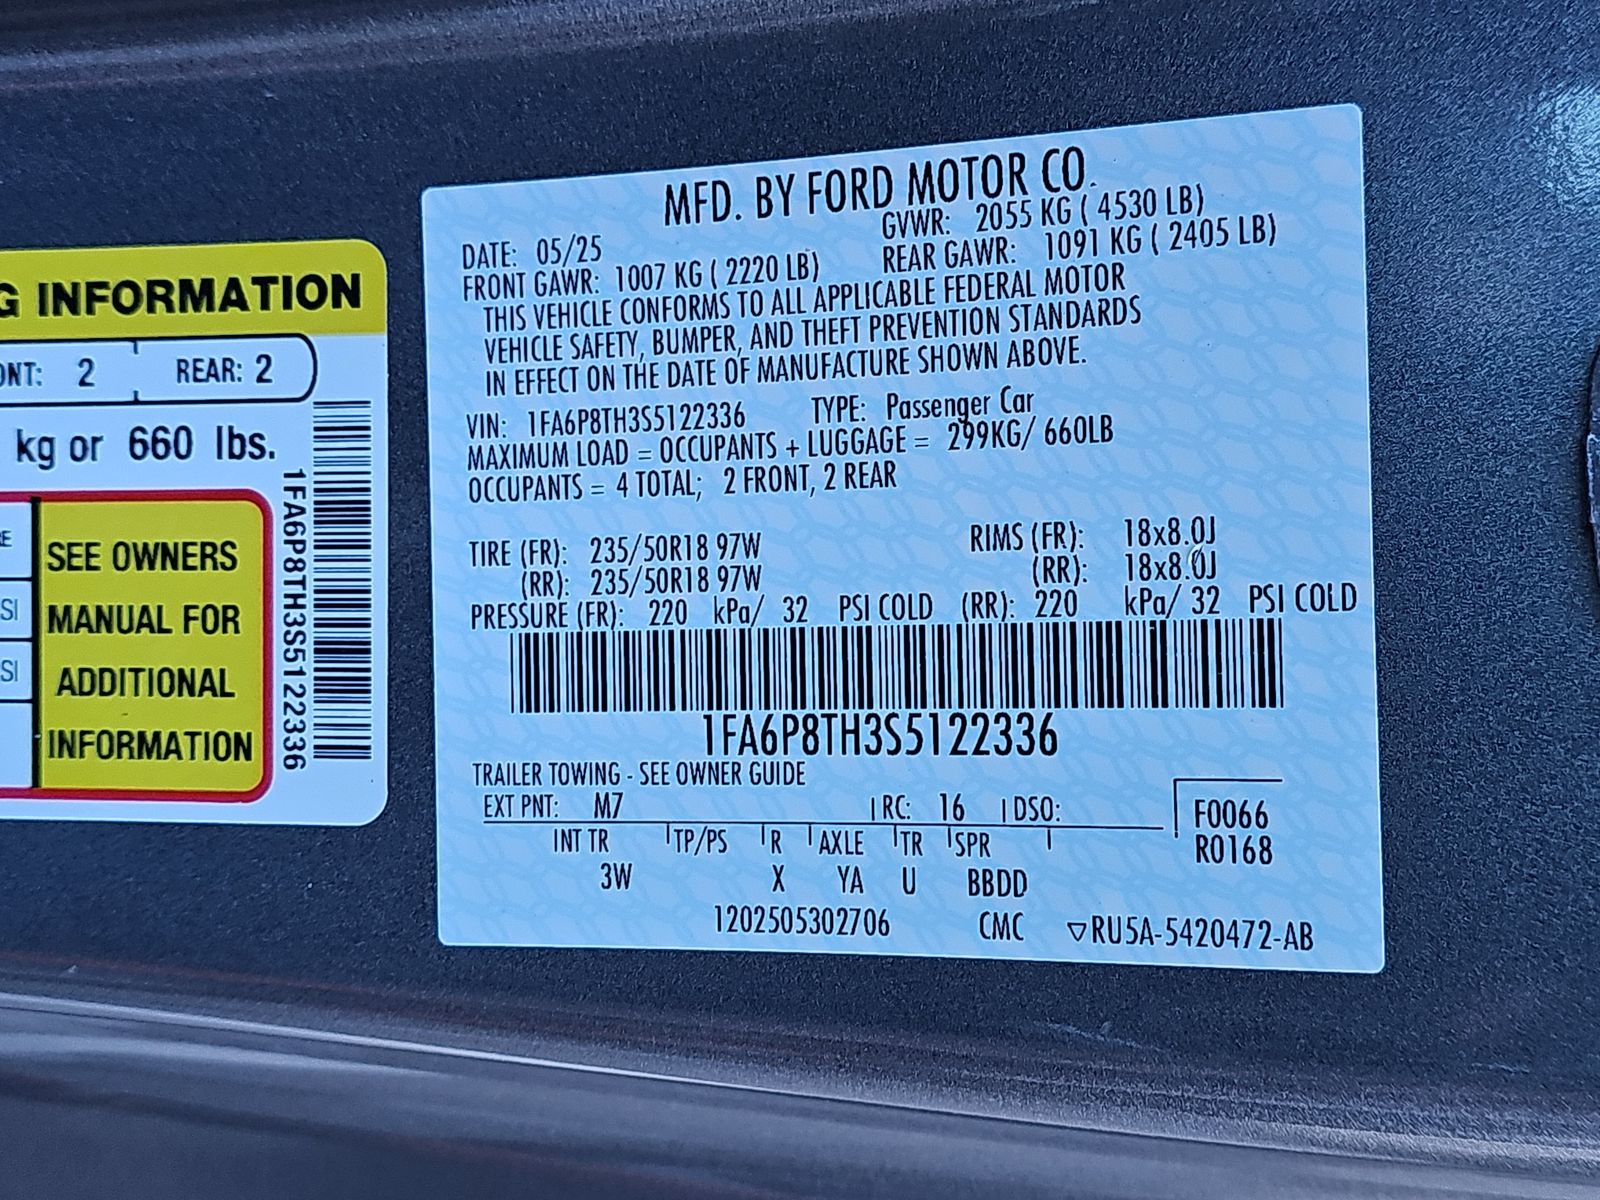 G INFORMATION
ONT: 2 REAR: 2
kg or 660 lbs.
SEE OWNERS
MANUAL FOR
ADDITIONAL
INFORMATION
SI
SI
1FA6P8TH3S5122336
MFD. BY FORD MOTOR CO.
DATE: 05/25 GVWR: 2055 KG ( 4530 LB)
FRONT GAWR: 1007 KG ( 2220 LB) REAR GAWR: 1091 KG ( 2405 LB)
THIS VEHICLE CONFORMS TO ALL APPLICABLE FEDERAL MOTOR
VEHICLE SAFETY, BUMPER, AND THEFT PREVENTION STANDARDS
IN EFFECT ON THE DATE OF MANUFACTURE SHOWN ABOVE.
VIN: 1FA6P8TH3S5122336 TYPE: Passenger Car
MAXIMUM LOAD = OCCUPANTS + LUGGAGE = 299KG/ 660LB
OCCUPANTS = 4 TOTAL; 2 FRONT, 2 REAR
TIRE (FR): 235/50R18 97W RIMS (FR): 18x8.0J
(RR): 235/50R18 97W (RR): 18x8.0J
PRESSURE (FR): 220 kPa/ 32 PSI COLD (RR): 220 kPa/ 32 PSI COLD
1FA6P8TH3S5122336
TRAILER TOWING - SEE OWNER GUIDE
EXT PNT: M7 RC: 16 DSO: F0066
R0168
INT TR TP/PS R AXLE TR SPR
3W X YA U BBDD
1202505302706 CMC ▽RU5A-5420472-AB